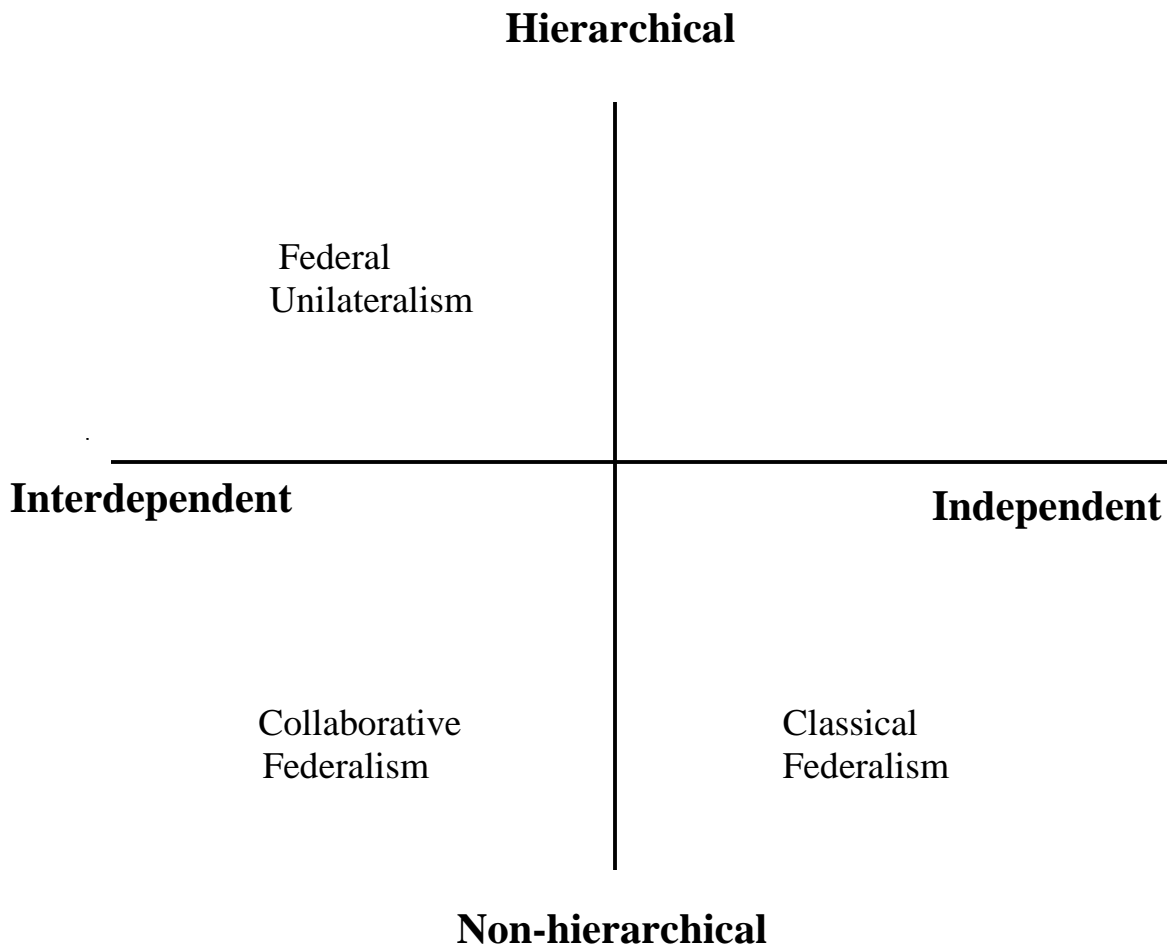 Hierarchical
Federal
Unilateralism
Interdependent
Independent
Collaborative
Federalism
Classical
Federalism
Non-hierarchical